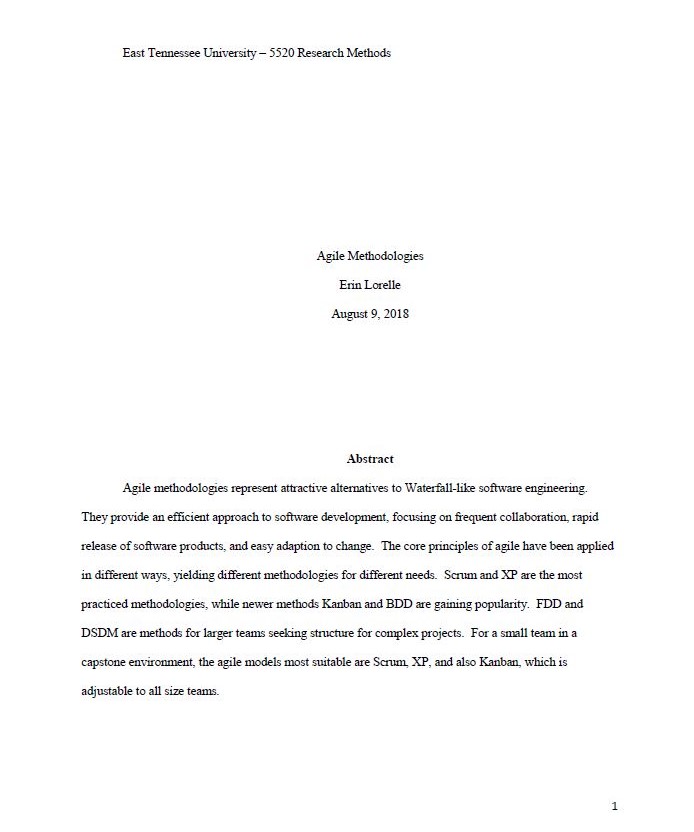 East Tennessee University – 5520 Research Methods
Agile Methodologies
Erin Lorelle
August 9, 2018
Abstract
Agile methodologies represent attractive alternatives to Waterfall-like software engineering.
They provide an efficient approach to software development, focusing on frequent collaboration, rapid
release of software products, and easy adaption to change.  The core principles of agile have been applied
in different ways, yielding different methodologies for different needs.  Scrum and XP are the most
practiced methodologies, while newer methods Kanban and BDD are gaining popularity.  FDD and
DSDM are methods for larger teams seeking structure for complex projects.  For a small team in a
capstone environment, the agile models most suitable are Scrum, XP, and also Kanban, which is
adjustable to all size teams.
1